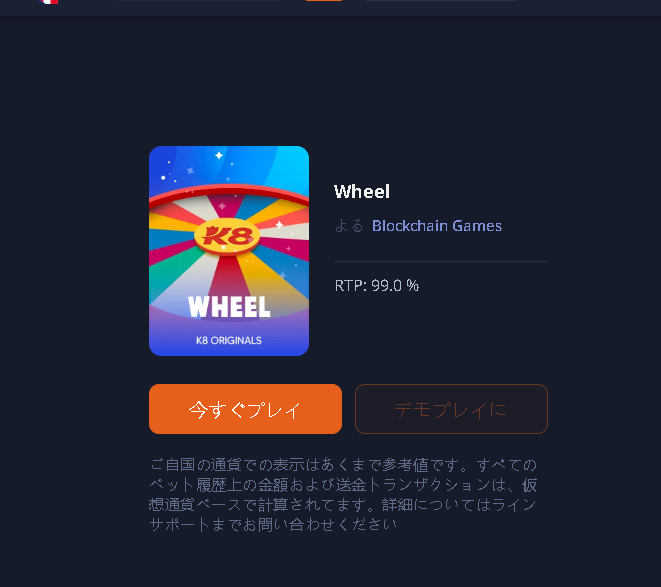 K8
WHEEL
K8 ORIGINALS
Wheel
よる Blockchain Games
RTP: 99.0 %
今すぐプレイ
デモプレイに
ご自国の通貨での表示はあくまで参考値です。すべての
ベット履歴上の金額および送金トランザクションは、仮
想通貨ベースで計算されてます。詳細についてはライン
サポートまでお問い合わせください